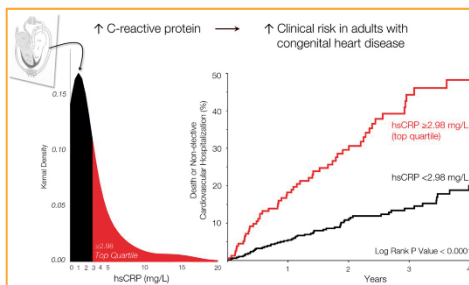 ↑ C-reactive protein → ↑ Clinical risk in adults with
congenital heart disease
Kernal Density
0.15
0.10
0.05
0.00
≥2.98
Top Quartile
0 1 2 3 4 5 10 15 20
hsCRP (mg/L)
Death or Non-elective
Cardiovascular Hospitalization (%)
50
40
30
20
10
hsCRP ≥2.98 mg/L
(top quartile)
hsCRP <2.98 mg/L
Log Rank P Value < 0.0001
1 2 3 4
Years